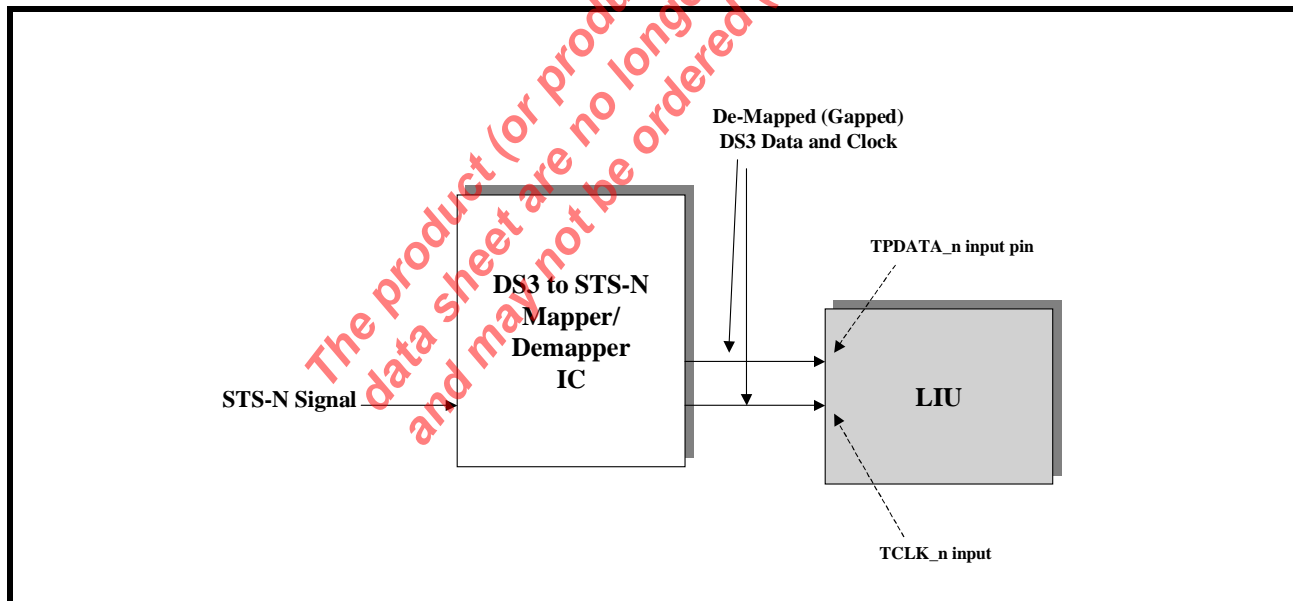 The product (or produ
data sheet are no longe
and may not be ordered (
De-Mapped (Gapped)
DS3 Data and Clock
TPDATA_n input pin
DS3 to STS-N
Mapper/
Demapper
IC
STS-N Signal
LIU
TCLK_n input